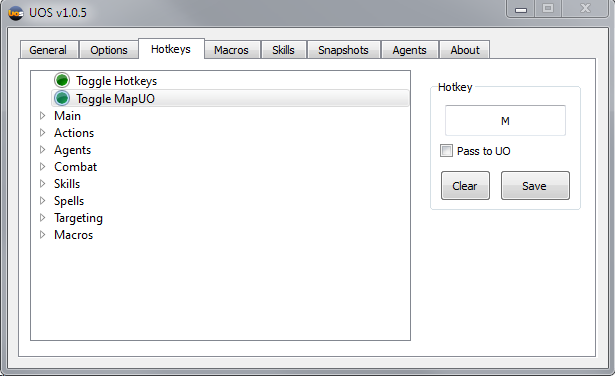 UOS v1.0.5
General Options Hotkeys Macros Skills Snapshots Agents About
Toggle Hotkeys
Toggle MapUO
Main
Actions
Agents
Combat
Skills
Spells
Targeting
Macros
Hotkey
M
Pass to UO
Clear Save